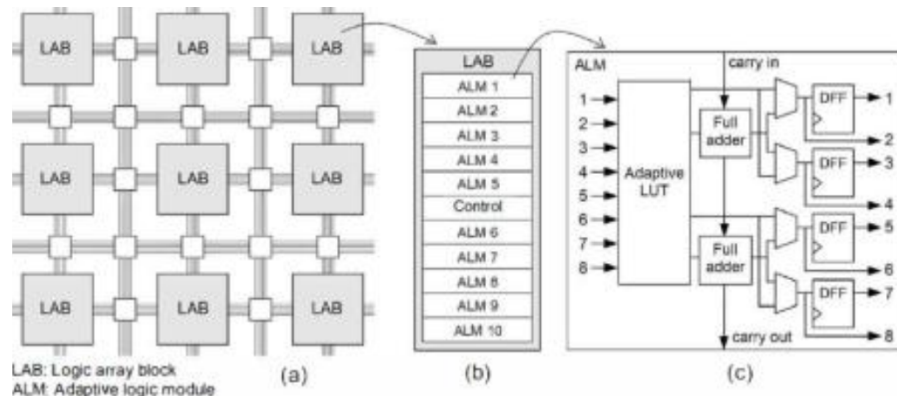 LAB LAB LAB
LAB LAB LAB
LAB LAB LAB
LAB: Logic array block
ALM: Adaptive logic module
(a)
LAB
ALM 1
ALM 2
ALM 3
ALM 4
ALM 5
Control
ALM 6
ALM 7
ALM 8
ALM 9
ALM 10
(b)
ALM
carry in
1
2
3
4
5
6
7
8
Adaptive
LUT
Full
adder
Full
adder
DFF
DFF
DFF
DFF
1
2
3
4
5
6
7
8
carry out
(c)